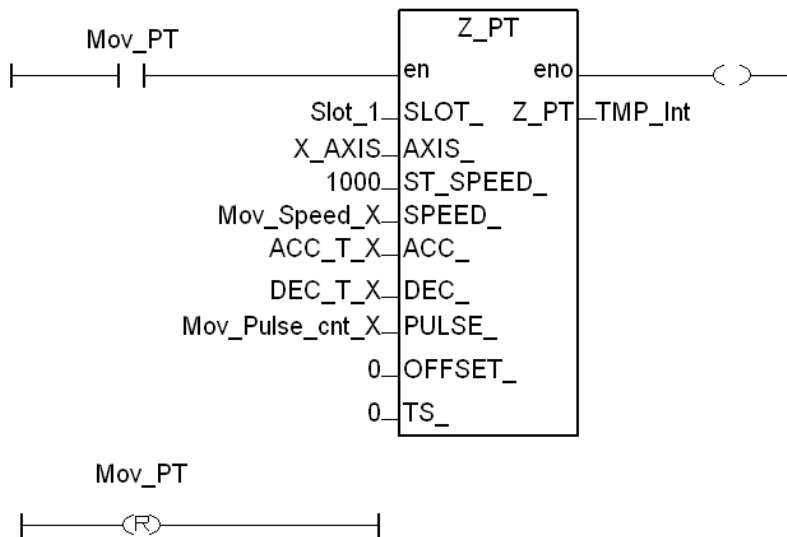 Mov_PT
Z_PT
en eno
Slot_1 SLOT_ Z_PT TMP_Int
X_AXIS AXIS_
1000 ST_SPEED_
Mov_Speed_X SPEED_
ACC_T_X ACC_
DEC_T_X DEC_
Mov_Pulse_cnt_X PULSE_
0 OFFSET_
0 TS_
Mov_PT
R